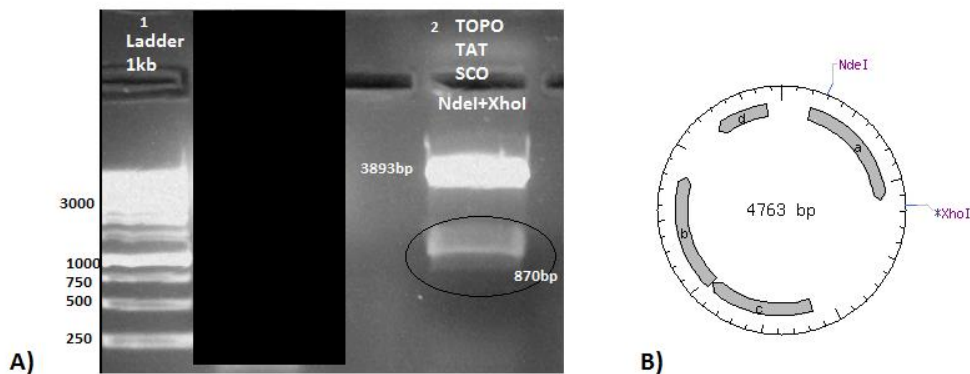 1
Ladder
1kb
2 TOPO
TAT
SCO
NdeI+XhoI
3893bp
3000
1000
750
500
250
870bp
A)
NdeI
d
a
4763 bp
*XhoI
b
c
B)